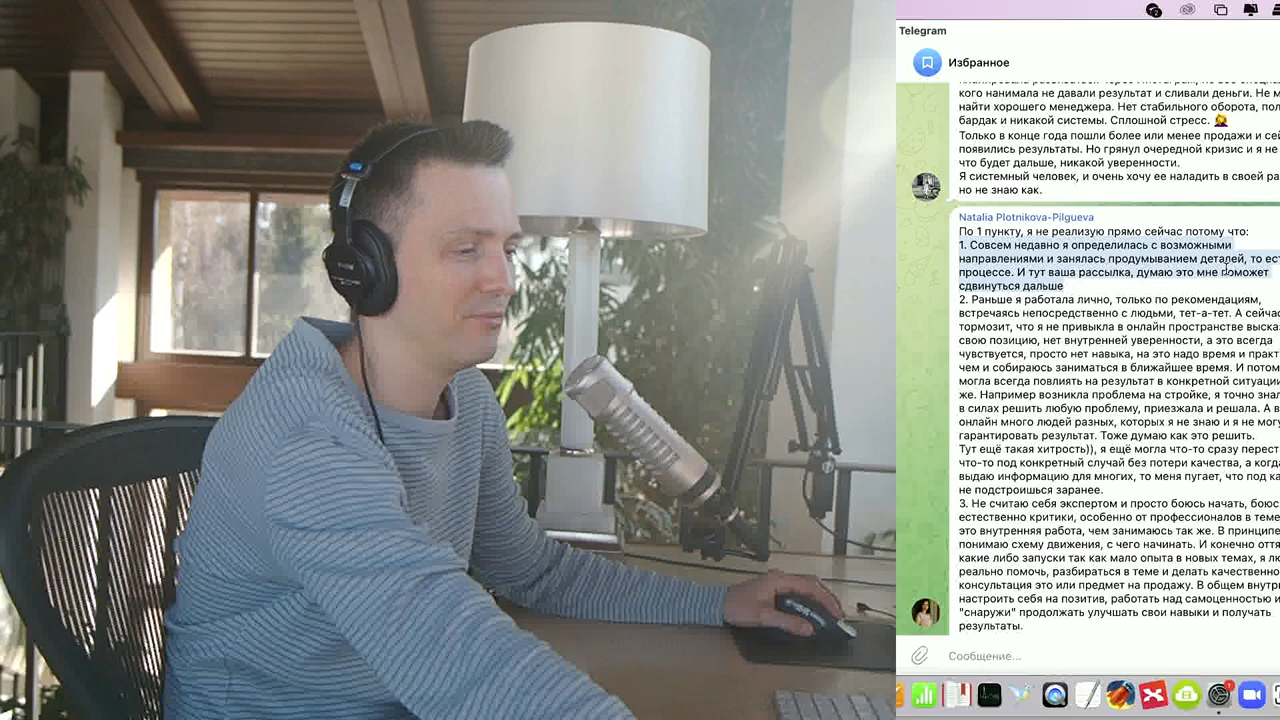 Telegram
Избранное
кого нанимала не давали результат и сливали деньги. Не м
найти хорошего менеджера. Нет стабильного оборота, пол
бардак и никакой системы. Сплошной стресс. 🤦‍♀️
Только в конце года пошли более или менее продажи и сей
появились результаты. Но грянул очередной кризис и я не
что будет дальше, никакой уверенности.
Я системный человек, и очень хочу ее наладить в своей ра
но не знаю как.
Natalia Plotnikova-Pilgueva
По 1 пункту, я не реализую прямо сейчас потому что:
1. Совсем недавно я определилась с возможными
направлениями и занялась продумыванием деталей, то ест
процессе. И тут ваша рассылка, думаю это мне поможет
сдвинуться дальше
2. Раньше я работала лично, только по рекомендациям,
встречаясь непосредственно с людьми, тет-а-тет. А сейчас
тормозит, что я не привыкла в онлайн пространстве выска
свою позицию, нет внутренней уверенности, а это всегда
чувствуется, просто нет навыка, на это надо время и практ
чем и собираюсь заниматься в ближайшее время. И потом
могла всегда повлиять на результат в конкретной ситуации
же. Например возникла проблема на стройке, я точно знал
в силах решить любую проблему, приезжала и решала. А в
онлайн много людей разных, которых я не знаю и я не могу
гарантировать результат. Тоже думаю как это решить.
Тут ещё такая хитрость)), я ещё могла что-то сразу перест
что-то под конкретный случай без потери качества, а когда
выдаю информацию для многих, то меня пугает, что под ка
не подстроишься заранее.
3. Не считаю себя экспертом и просто боюсь начать, боюс
естественно критики, особенно от профессионалов в теме
это внутренняя работа, чем занимаюсь так же. В принципе
понимаю схему движения, с чего начинать. И конечно оття
какие либо запуски так как мало опыта в новых темах, я лю
реально помочь, разбираться в теме и делать качественно
консультация это или предмет на продажу. В общем внутри
настроить себя на позитив, работать над самоценностью и
"снаружи" продолжать улучшать свои навыки и получать
результаты.
Сообщение...